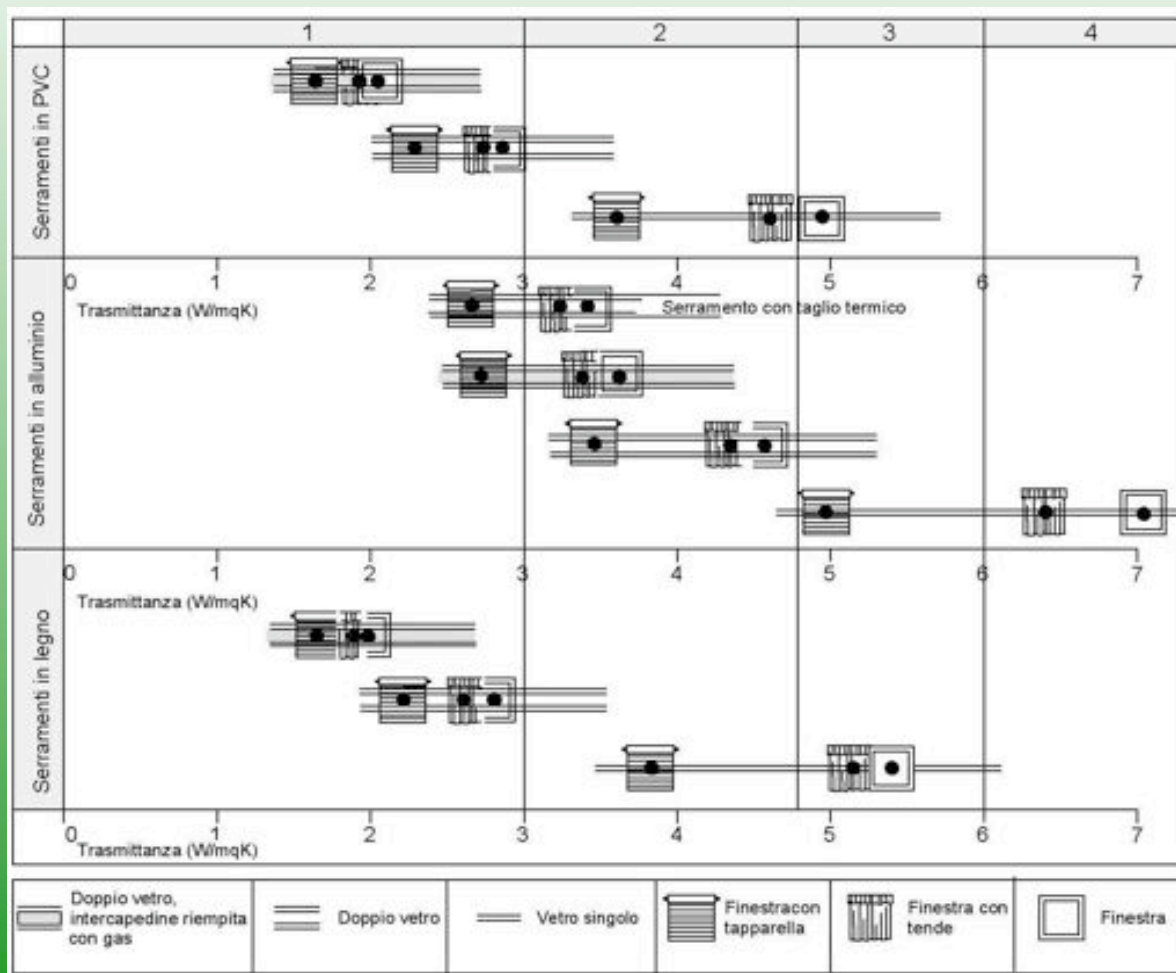 1 2 3 4
Serramenti in PVC
0 1 2 3 4 5 6 7
Trasmittanza (W/mqK)
Serramento con taglio termico
Serramenti in alluminio
0 1 2 3 4 5 6 7
Trasmittanza (W/mqK)
Serramenti in legno
0 1 2 3 4 5 6 7
Trasmittanza (W/mqK)
Doppio vetro,
intercapedine riempita
con gas
Doppio vetro
Vetro singolo
Finestracon
tapparella
Finestra con
tende
Finestra